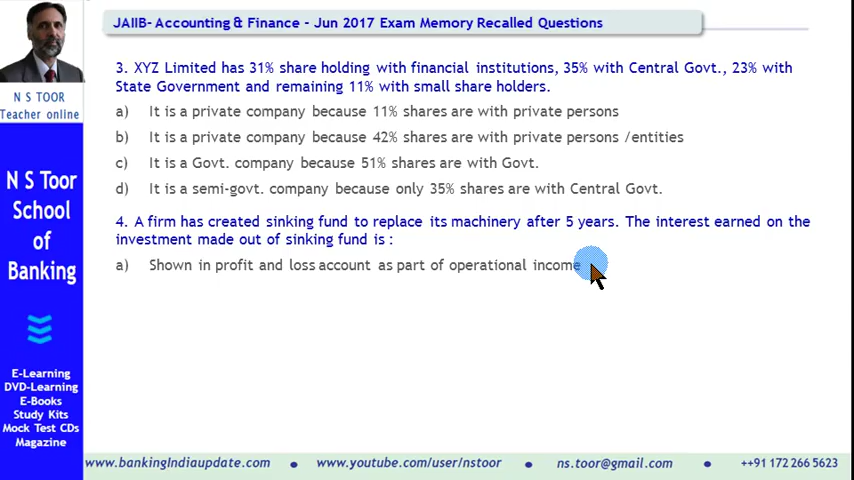 JAIIB- Accounting & Finance - Jun 2017 Exam Memory Recalled Questions
N S TOOR
Teacher online
N S Toor
School
of
Banking
E-Learning
DVD-Learning
E-Books
Study Kits
Mock Test CDs
Magazine
3. XYZ Limited has 31% share holding with financial institutions, 35% with Central Govt., 23% with
State Government and remaining 11% with small share holders.
a) It is a private company because 11% shares are with private persons
b) It is a private company because 42% shares are with private persons /entities
c) It is a Govt. company because 51% shares are with Govt.
d) It is a semi-govt. company because only 35% shares are with Central Govt.
4. A firm has created sinking fund to replace its machinery after 5 years. The interest earned on the
investment made out of sinking fund is :
a) Shown in profit and loss account as part of operational income
www.bankingIndiaupdate.com ● www.youtube.com/user/nstoor ● ns.toor@gmail.com ● ++91 172 266 5623